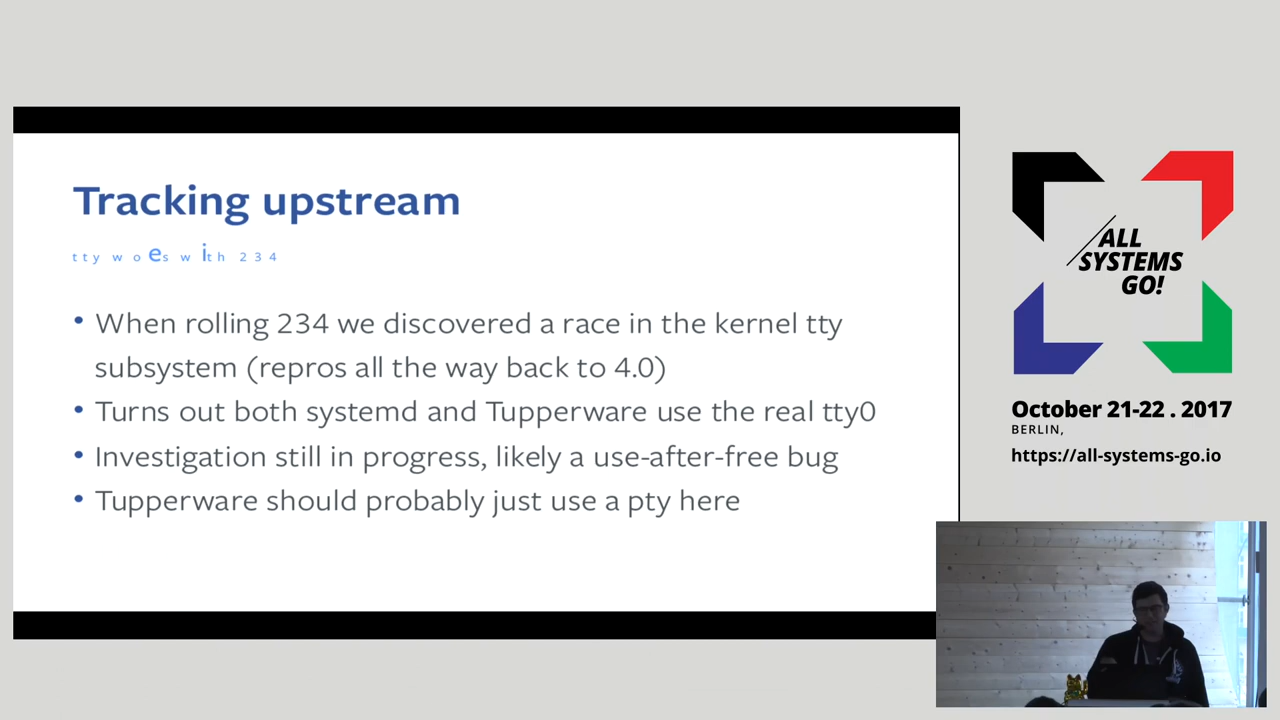 Tracking upstream
tty woes with 234
• When rolling 234 we discovered a race in the kernel tty
subsystem (repros all the way back to 4.0)
• Turns out both systemd and Tupperware use the real tty0
• Investigation still in progress, likely a use-after-free bug
• Tupperware should probably just use a pty here
ALL
SYSTEMS
GO!
October 21-22 . 2017
BERLIN,
https://all-systems-go.io